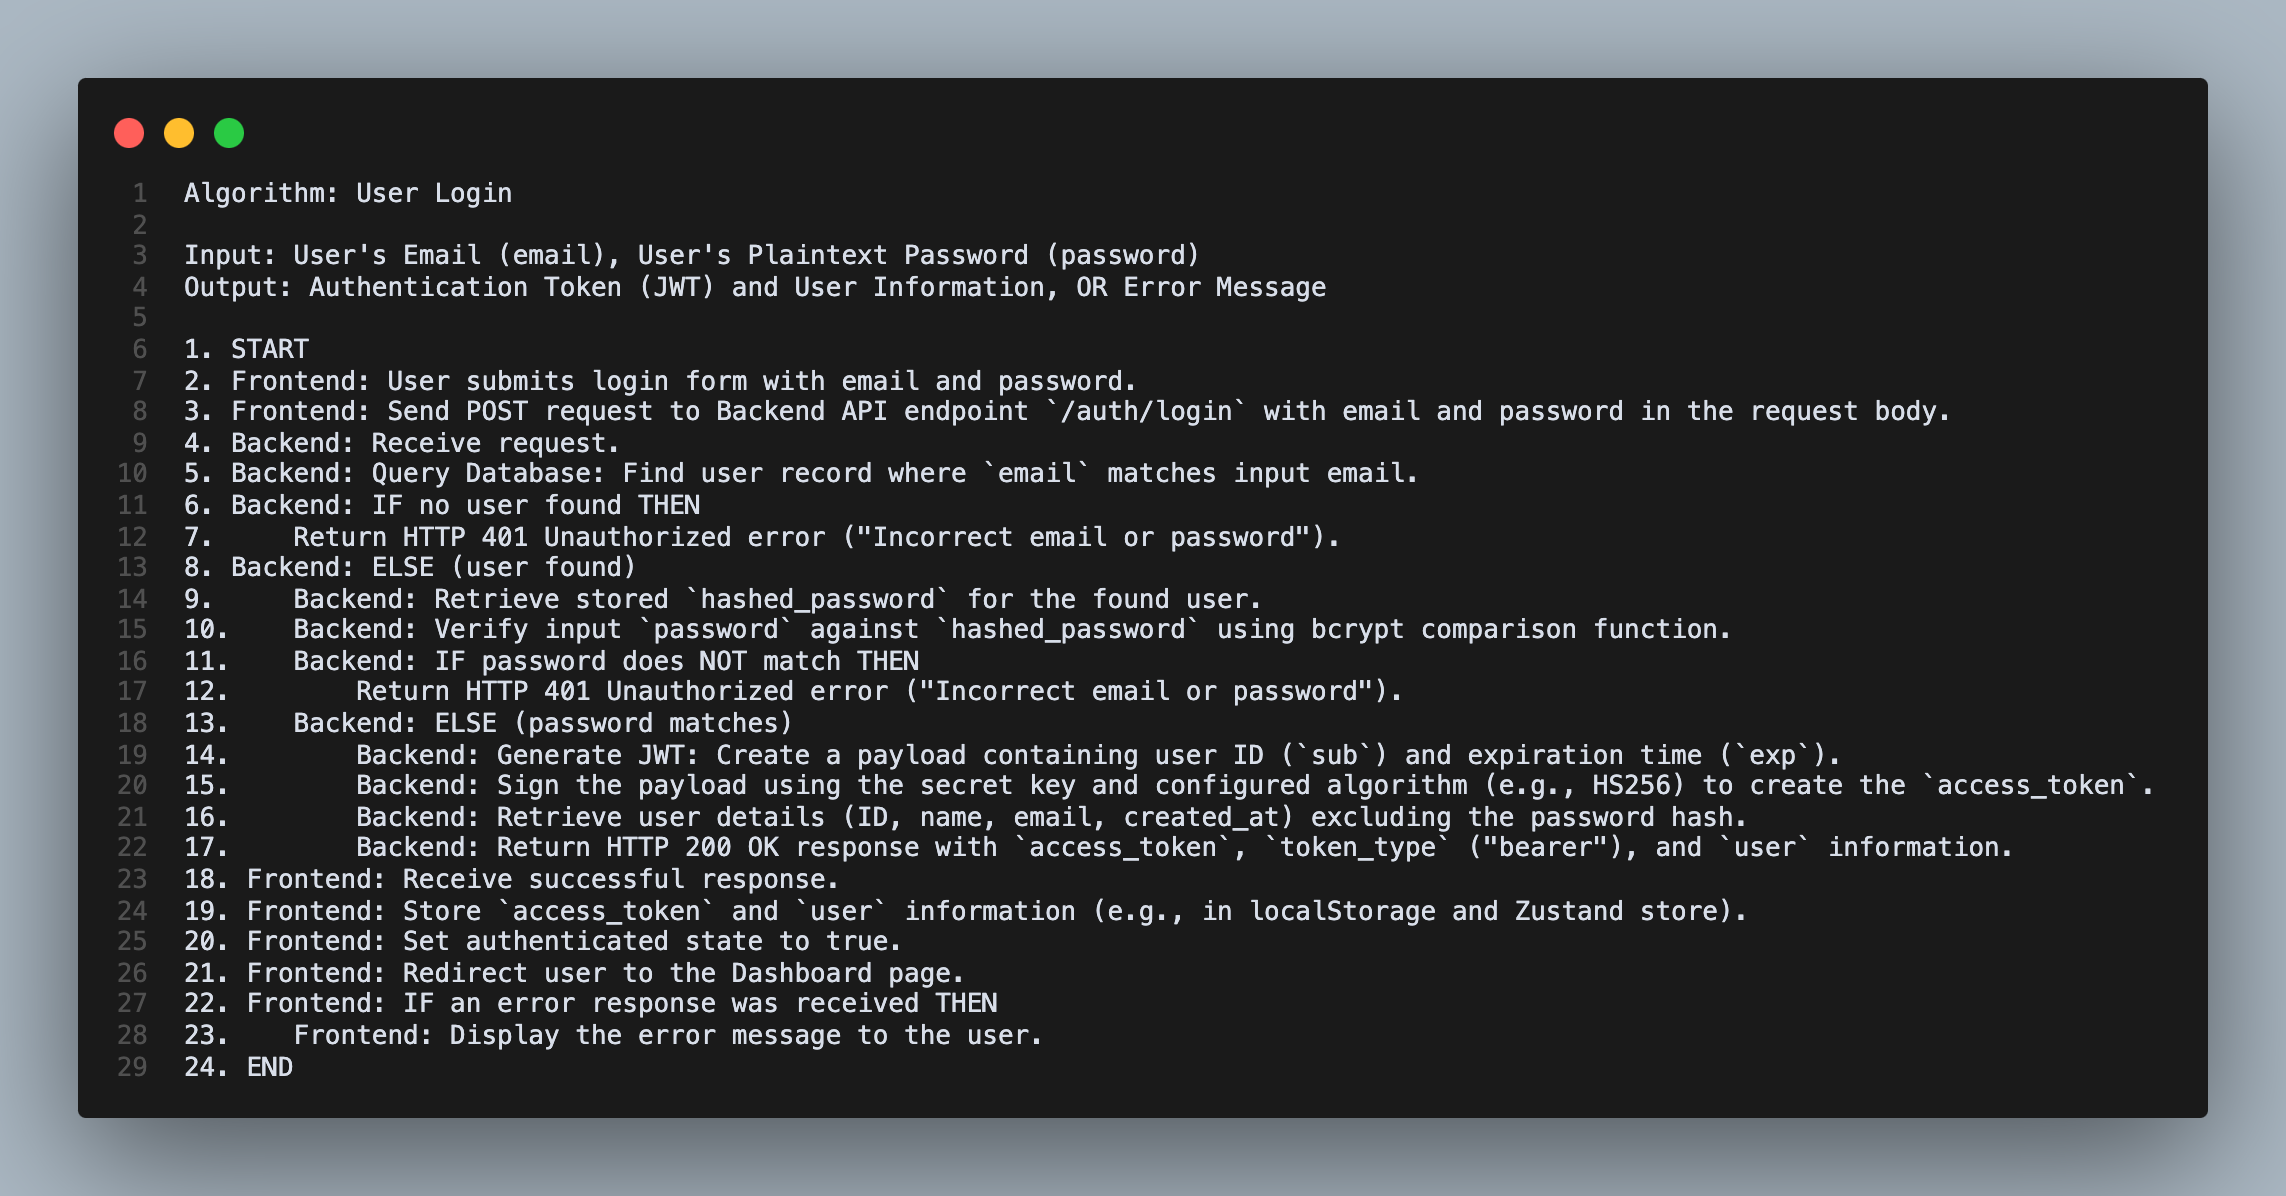 1 Algorithm: User Login
2
3 Input: User's Email (email), User's Plaintext Password (password)
4 Output: Authentication Token (JWT) and User Information, OR Error Message
5
6 1. START
7 2. Frontend: User submits login form with email and password.
8 3. Frontend: Send POST request to Backend API endpoint `/auth/login` with email and password in the request body.
9 4. Backend: Receive request.
10 5. Backend: Query Database: Find user record where `email` matches input email.
11 6. Backend: IF no user found THEN
12 7.     Return HTTP 401 Unauthorized error ("Incorrect email or password").
13 8. Backend: ELSE (user found)
14 9.     Backend: Retrieve stored `hashed_password` for the found user.
15 10.    Backend: Verify input `password` against `hashed_password` using bcrypt comparison function.
16 11.    Backend: IF password does NOT match THEN
17 12.        Return HTTP 401 Unauthorized error ("Incorrect email or password").
18 13.    Backend: ELSE (password matches)
19 14.        Backend: Generate JWT: Create a payload containing user ID (`sub`) and expiration time (`exp`).
20 15.        Backend: Sign the payload using the secret key and configured algorithm (e.g., HS256) to create the `access_token`.
21 16.        Backend: Retrieve user details (ID, name, email, created_at) excluding the password hash.
22 17.        Backend: Return HTTP 200 OK response with `access_token`, `token_type` ("bearer"), and `user` information.
23 18. Frontend: Receive successful response.
24 19. Frontend: Store `access_token` and `user` information (e.g., in localStorage and Zustand store).
25 20. Frontend: Set authenticated state to true.
26 21. Frontend: Redirect user to the Dashboard page.
27 22. Frontend: IF an error response was received THEN
28 23.    Frontend: Display the error message to the user.
29 24. END